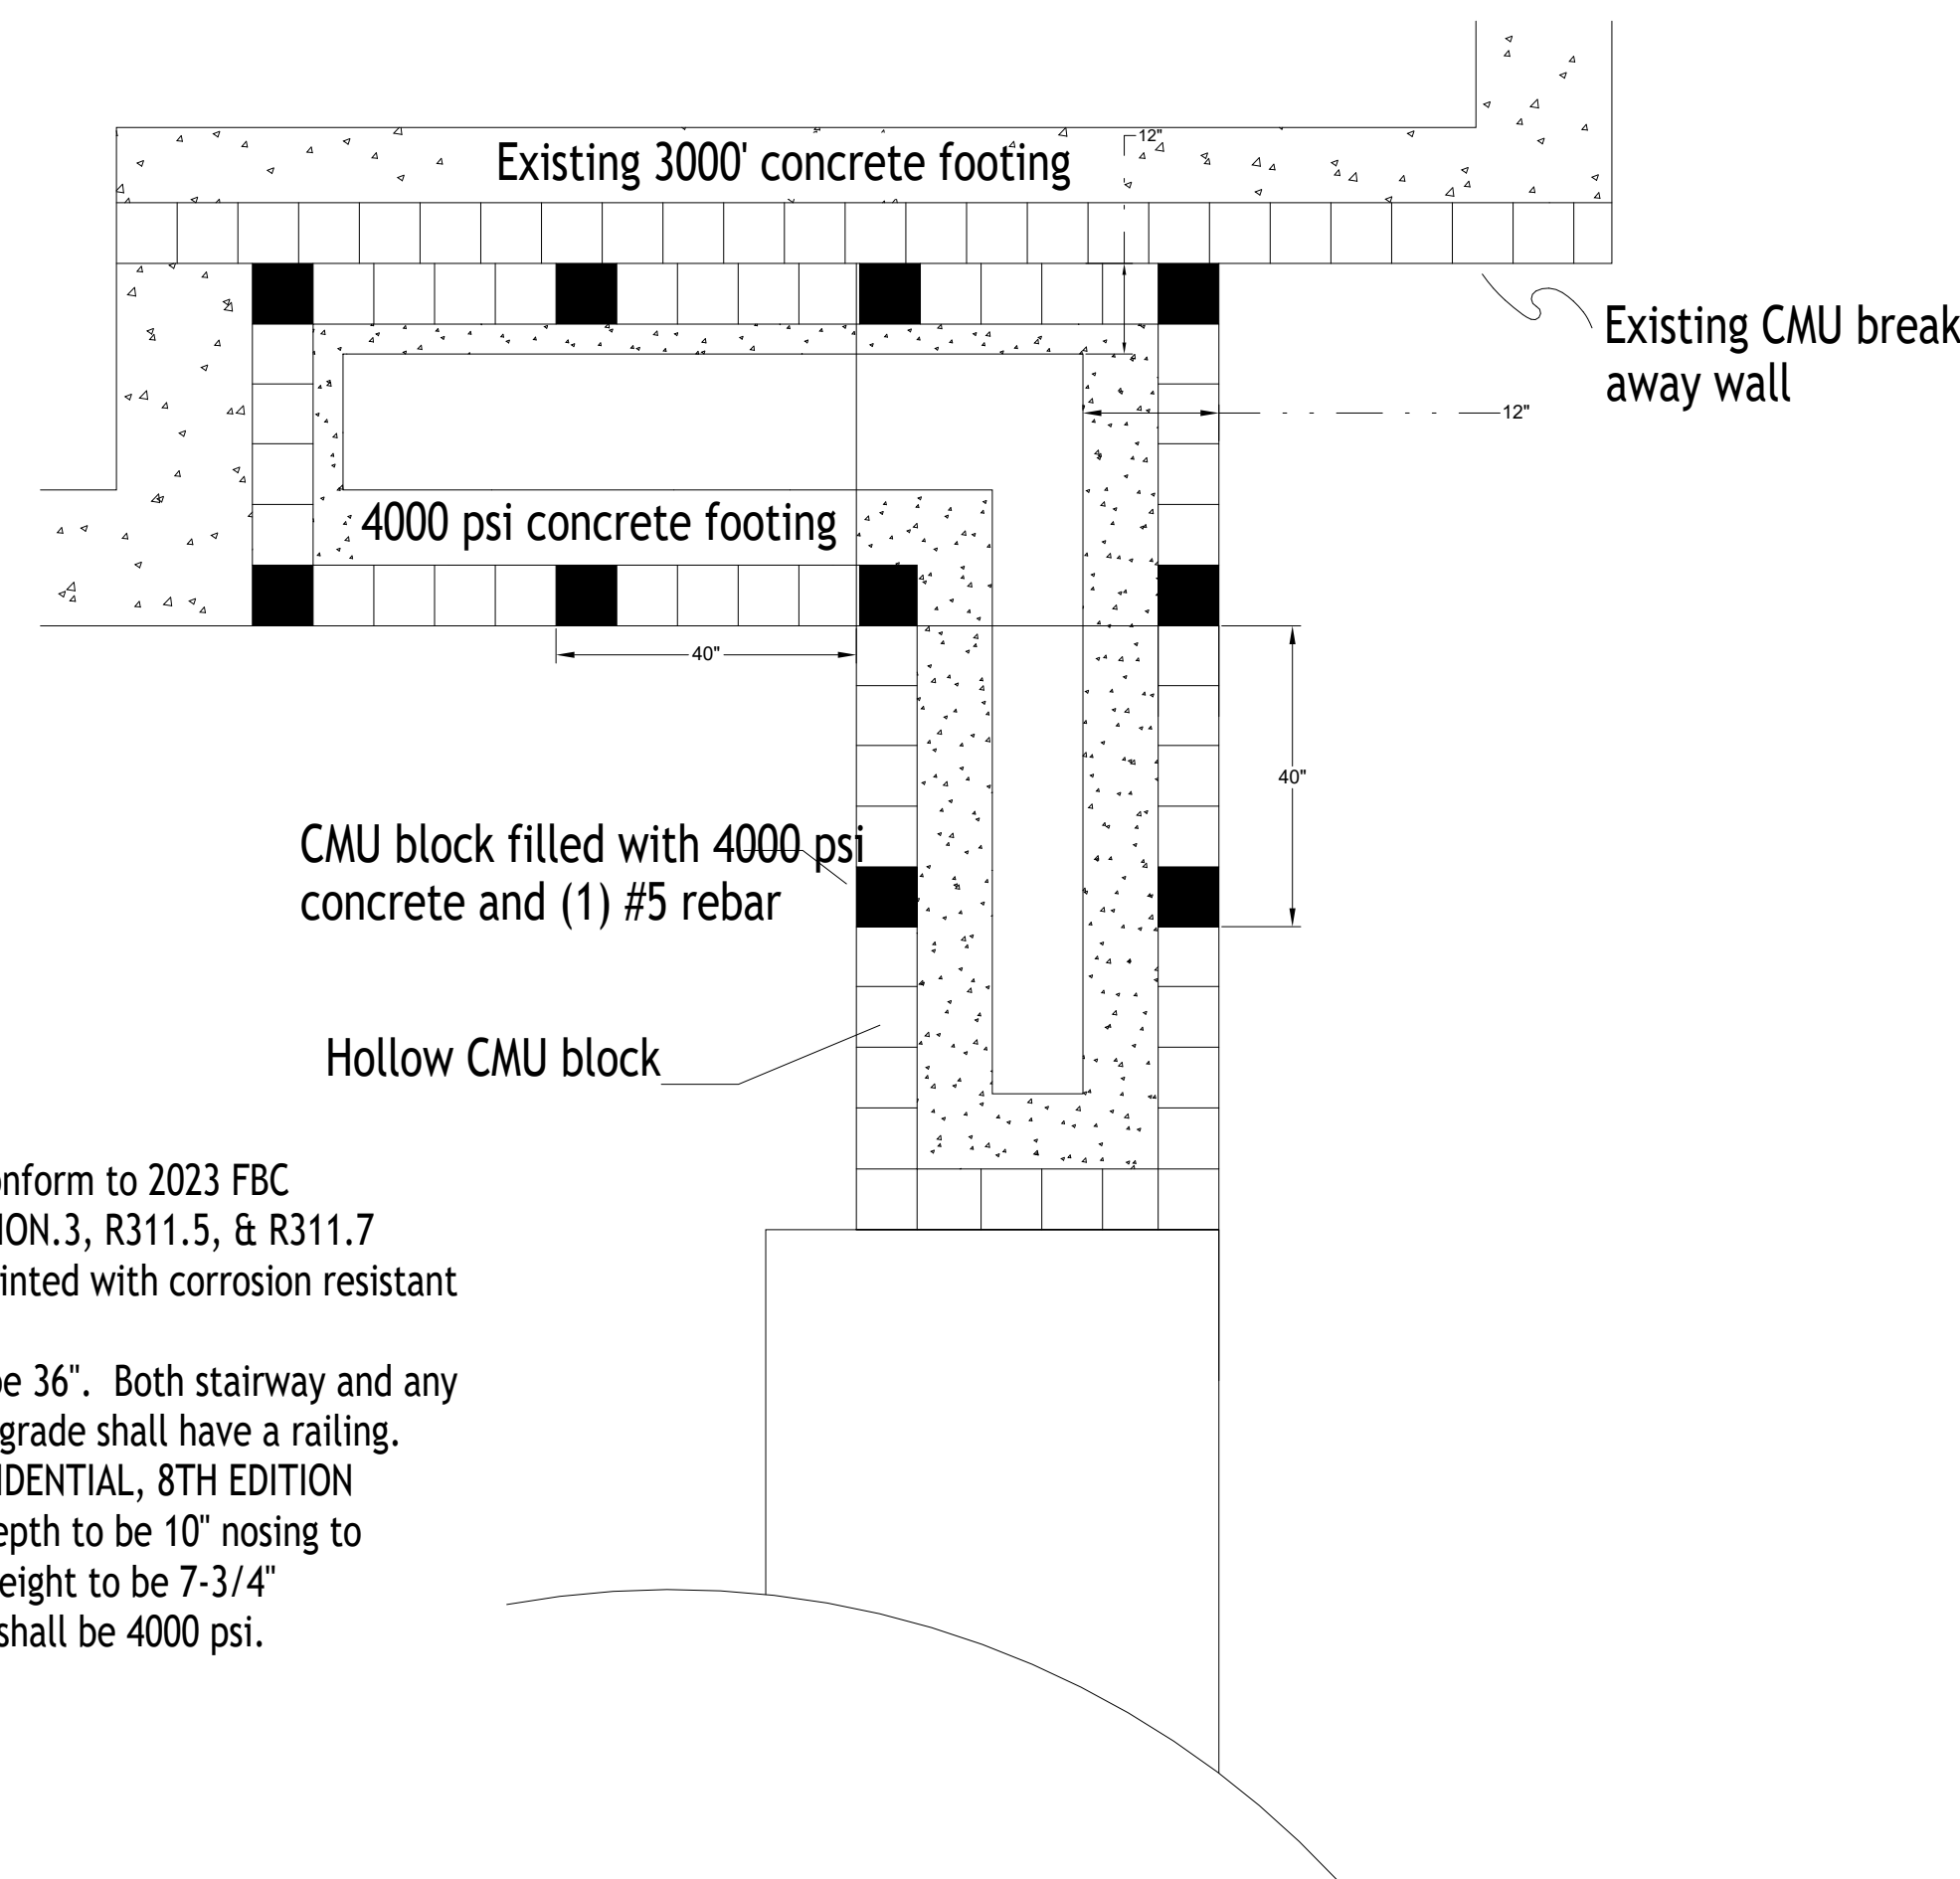 12"
Existing 3000' concrete footing
Existing CMU break
away wall
12"
4000 psi concrete footing
40"
40"
CMU block filled with 4000 psi
concrete and (1) #5 rebar
Hollow CMU block
onform to 2023 FBC
ION.3, R311.5, & R311.7
inted with corrosion resistant
be 36". Both stairway and any
grade shall have a railing.
IDENTIAL, 8TH EDITION
epth to be 10" nosing to
eight to be 7-3/4"
shall be 4000 psi.